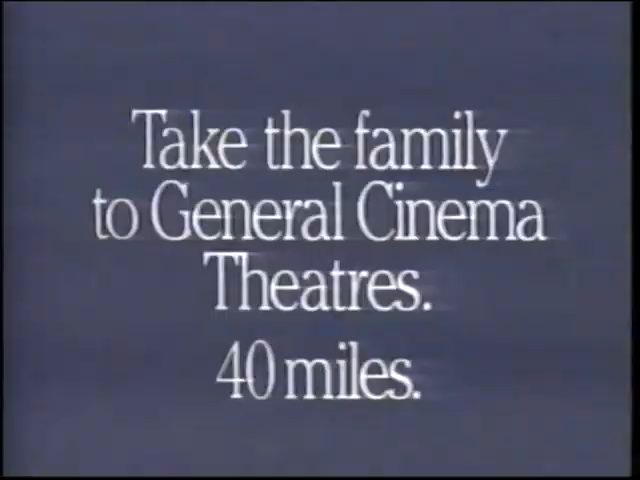 Take the family
to General Cinema
Theatres.
40 miles.